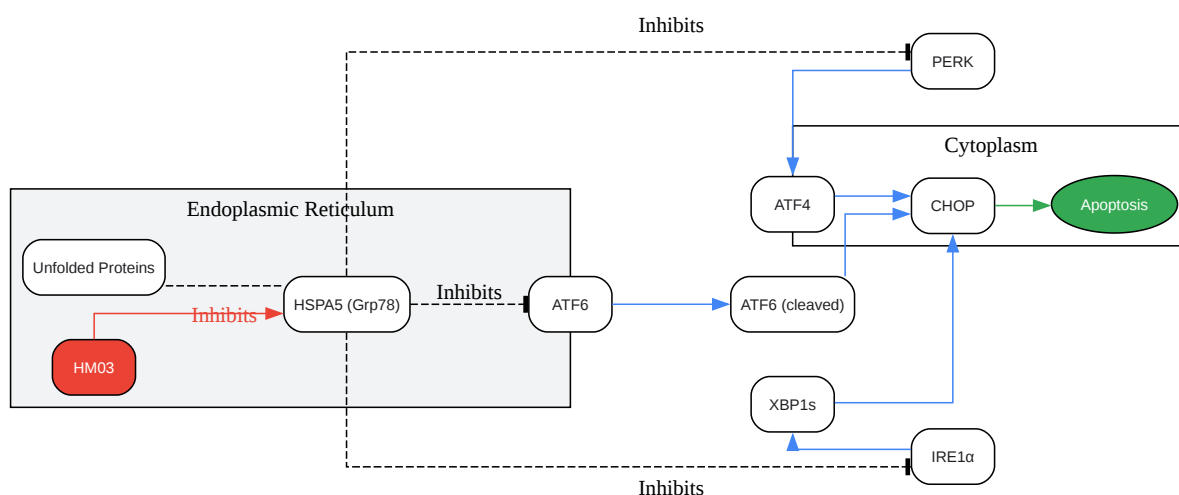 Inhibits
PERK
Cytoplasm
ATF4
CHOP
Apoptosis
Endoplasmic Reticulum
Unfolded Proteins
HSPA5 (Grp78)
Inhibits
ATF6
ATF6 (cleaved)
Inhibits
HM03
XBP1s
IRE1α
Inhibits